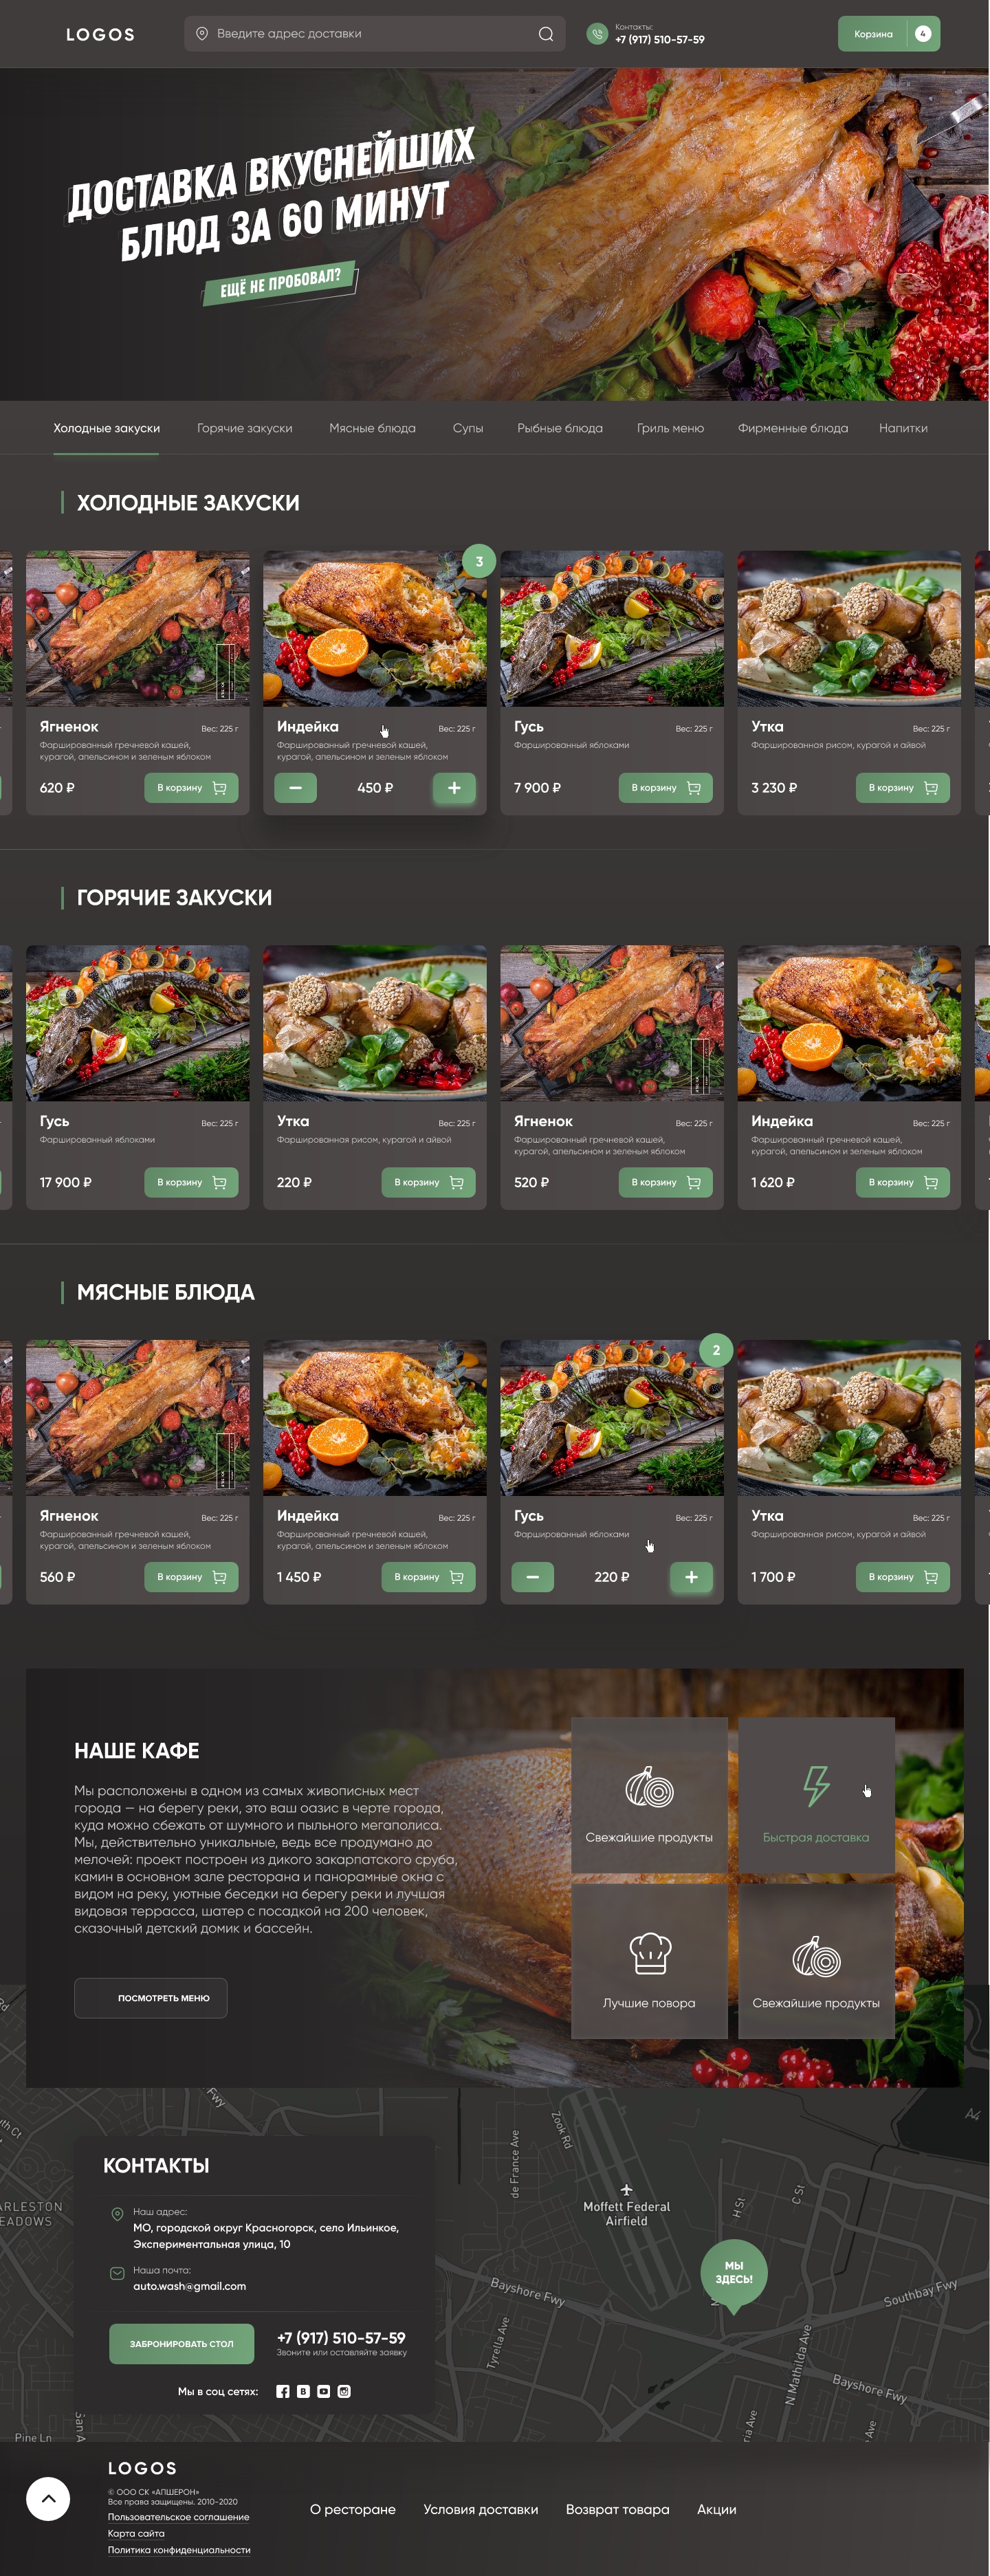 LOGOS
Введите адрес доставки
Контакты:
+7 (917) 510-57-59
Корзина
4
ДОСТАВКА ВКУСНЕЙШИХ
БЛЮД ЗА 60 МИНУТ
ЕЩЁ НЕ ПРОБОВАЛ?
Холодные закуски
Горячие закуски
Мясные блюда
Супы
Рыбные блюда
Гриль меню
Фирменные блюда
Напитки
ХОЛОДНЫЕ ЗАКУСКИ
Ягненок
Вес: 225 г
Фаршированный гречневой кашей,
курагой, апельсином и зеленым яблоком
620 ₽
В корзину
3
Индейка
Вес: 225 г
Фаршированный гречневой кашей,
курагой, апельсином и зеленым яблоком
450 ₽
Гусь
Вес: 225 г
Фаршированный яблоками
7 900 ₽
В корзину
Утка
Вес: 225 г
Фаршированная рисом, курагой и айвой
3 230 ₽
В корзину
ГОРЯЧИЕ ЗАКУСКИ
Гусь
Вес: 225 г
Фаршированный яблоками
17 900 ₽
В корзину
Утка
Вес: 225 г
Фаршированная рисом, курагой и айвой
220 ₽
В корзину
Ягненок
Вес: 225 г
Фаршированный гречневой кашей,
курагой, апельсином и зеленым яблоком
520 ₽
В корзину
Индейка
Вес: 225 г
Фаршированный гречневой кашей,
курагой, апельсином и зеленым яблоком
1 620 ₽
В корзину
МЯСНЫЕ БЛЮДА
Ягненок
Вес: 225 г
Фаршированный гречневой кашей,
курагой, апельсином и зеленым яблоком
560 ₽
В корзину
Индейка
Вес: 225 г
Фаршированный гречневой кашей,
курагой, апельсином и зеленым яблоком
1 450 ₽
В корзину
2
Гусь
Вес: 225 г
Фаршированный яблоками
220 ₽
Утка
Вес: 225 г
Фаршированная рисом, курагой и айвой
1 700 ₽
В корзину
НАШЕ КАФЕ
Мы расположены в одном из самых живописных мест
города — на берегу реки, это ваш оазис в черте города,
куда можно сбежать от шумного и пыльного мегаполиса.
Мы, действительно уникальные, ведь все продумано до
мелочей: проект построен из дикого закарпатского сруба,
камин в основном зале ресторана и панорамные окна с
видом на реку, уютные беседки на берегу реки и лучшая
видовая террасса, шатер с посадкой на 200 человек,
сказочный детский домик и бассейн.
ПОСМОТРЕТЬ МЕНЮ
Свежайшие продукты
Быстрая доставка
Лучшие повора
Свежайшие продукты
КОНТАКТЫ
Наш адрес:
МО, городской округ Красногорск, село Ильинкое,
Экспериментальная улица, 10
Наша почта:
auto.wash@gmail.com
ЗАБРОНИРОВАТЬ СТОЛ
+7 (917) 510-57-59
Звоните или оставляйте заявку
Мы в соц сетях:
Fwy
Zook Rd
de France Ave
Moffett Federal
Airfield
H St
C St
A4
МЫ
ЗДЕСЬ!
Bayshore Fwy
Southbay Fwy
Tyrella Ave
N Mathilda Ave
Bayshore Fwy
Pine Ln
LOGOS
© ООО СК «АПШЕРОН»
Все права защищены. 2010-2020
Пользовательское соглашение
Карта сайта
Политика конфиденциальности
О ресторане
Условия доставки
Возврат товара
Акции